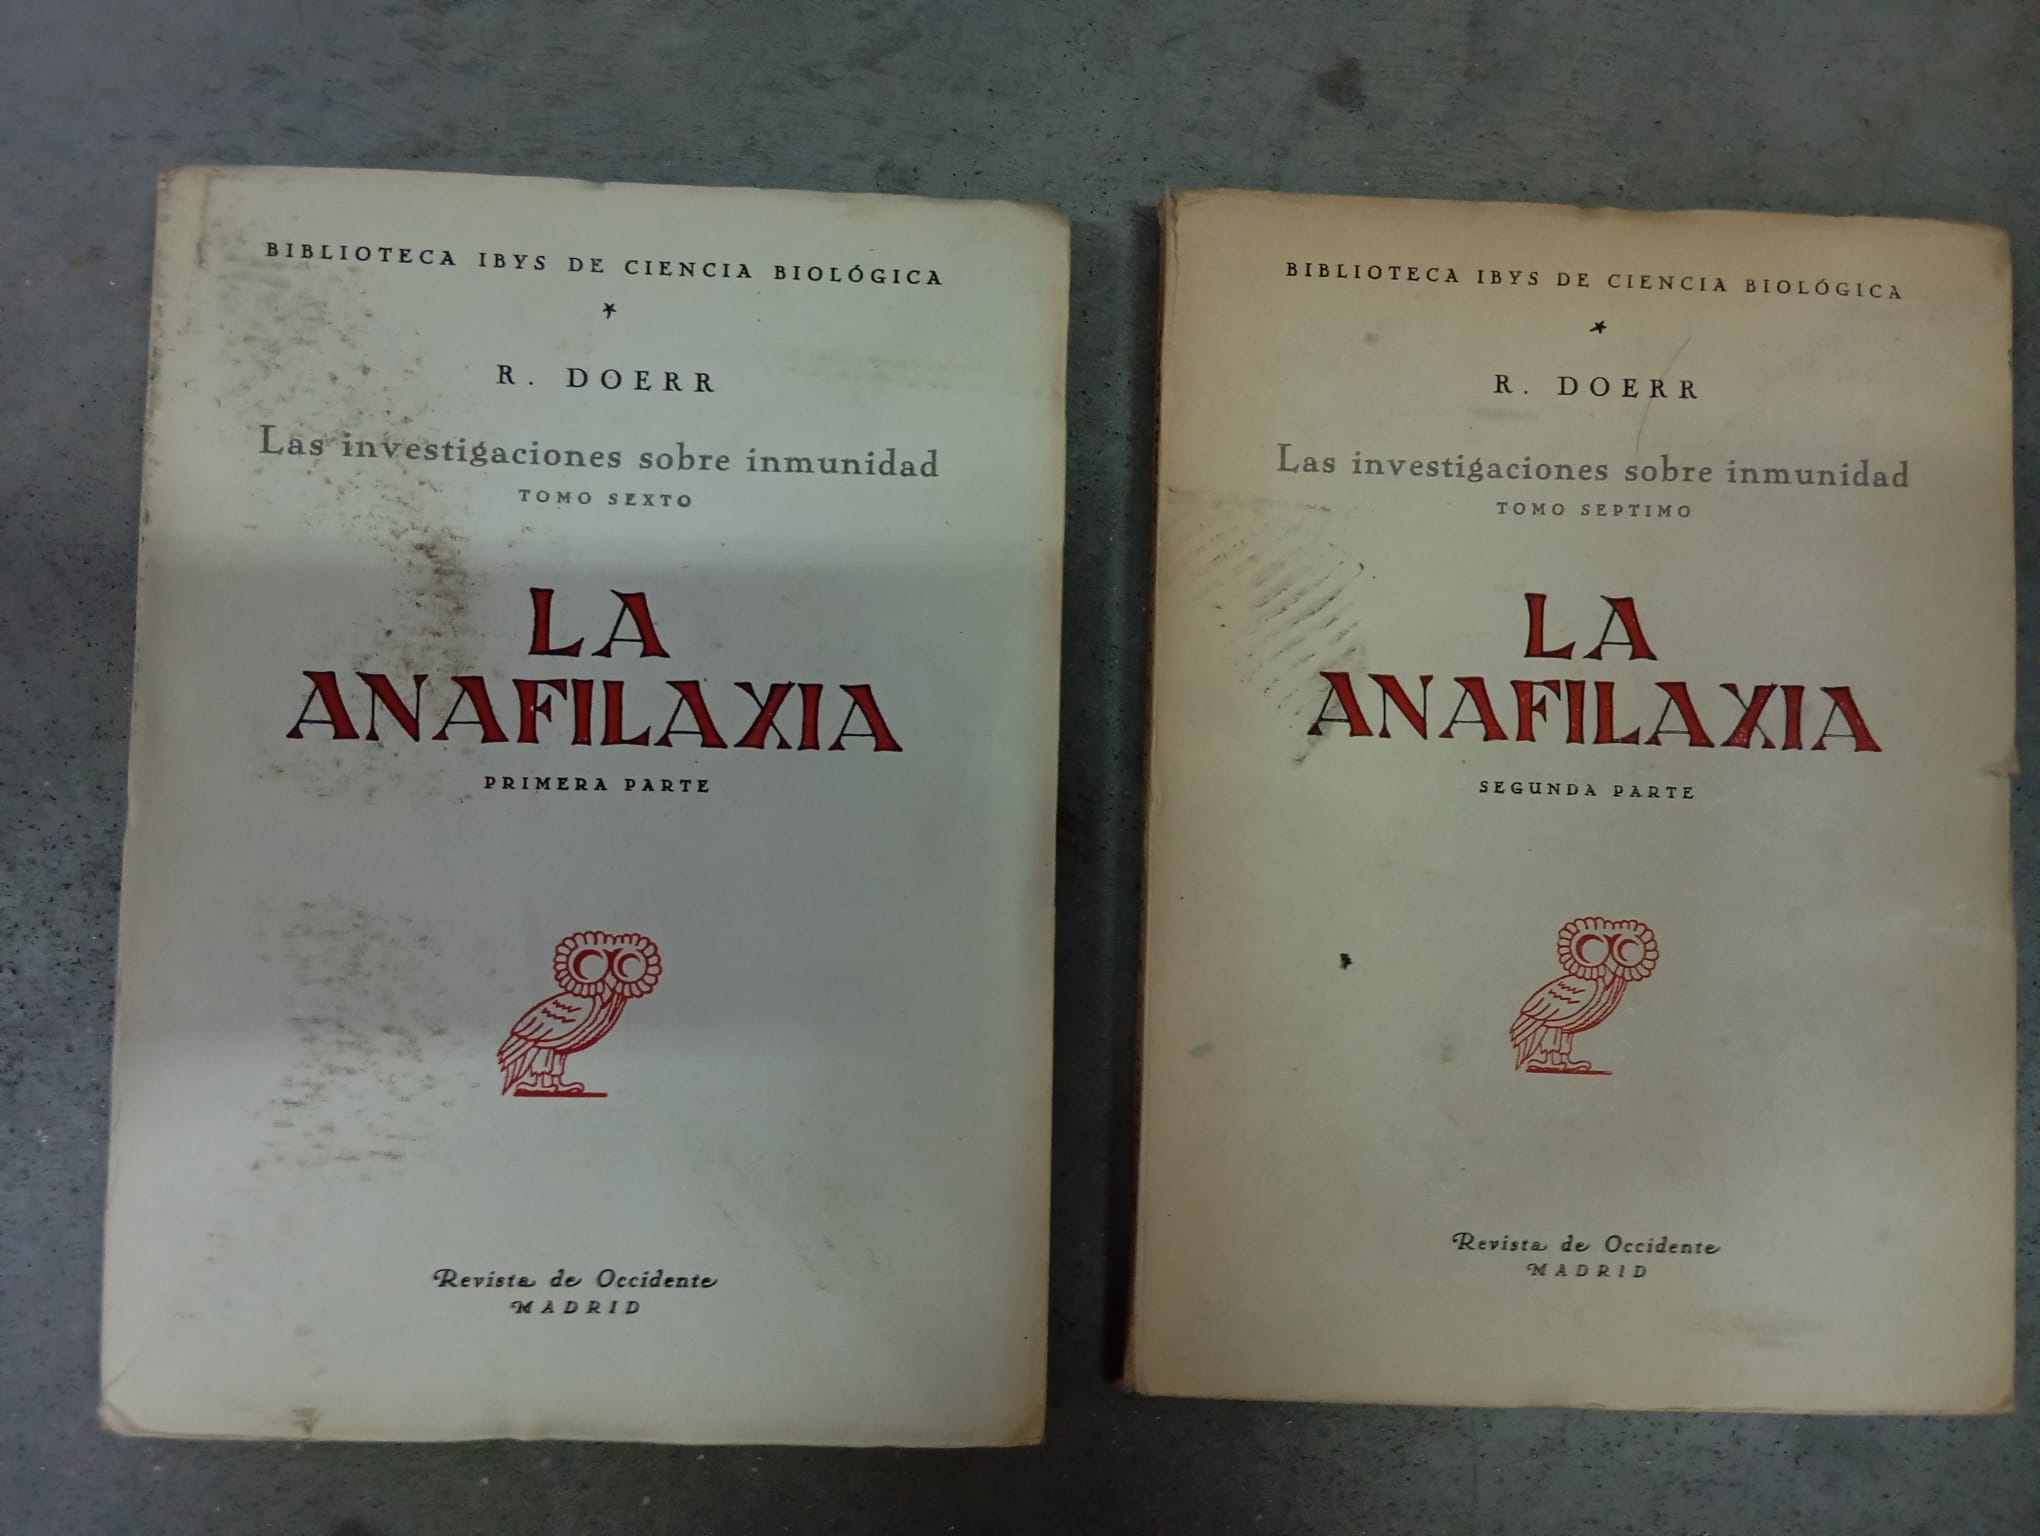 BIBLIOTECA IBYS DE CIENCIA BIOLÓGICA
R. DOERR
Las investigaciones sobre inmunidad
TOMO SEXTO
LA
ANAFILAXIA
PRIMERA PARTE
Revista de Occidente
MADRID
BIBLIOTECA IBYS DE CIENCIA BIOLÓGICA
R. DOERR
Las investigaciones sobre inmunidad
TOMO SEPTIMO
LA
ANAFILAXIA
SEGUNDA PARTE
Revista de Occidente
MADRID